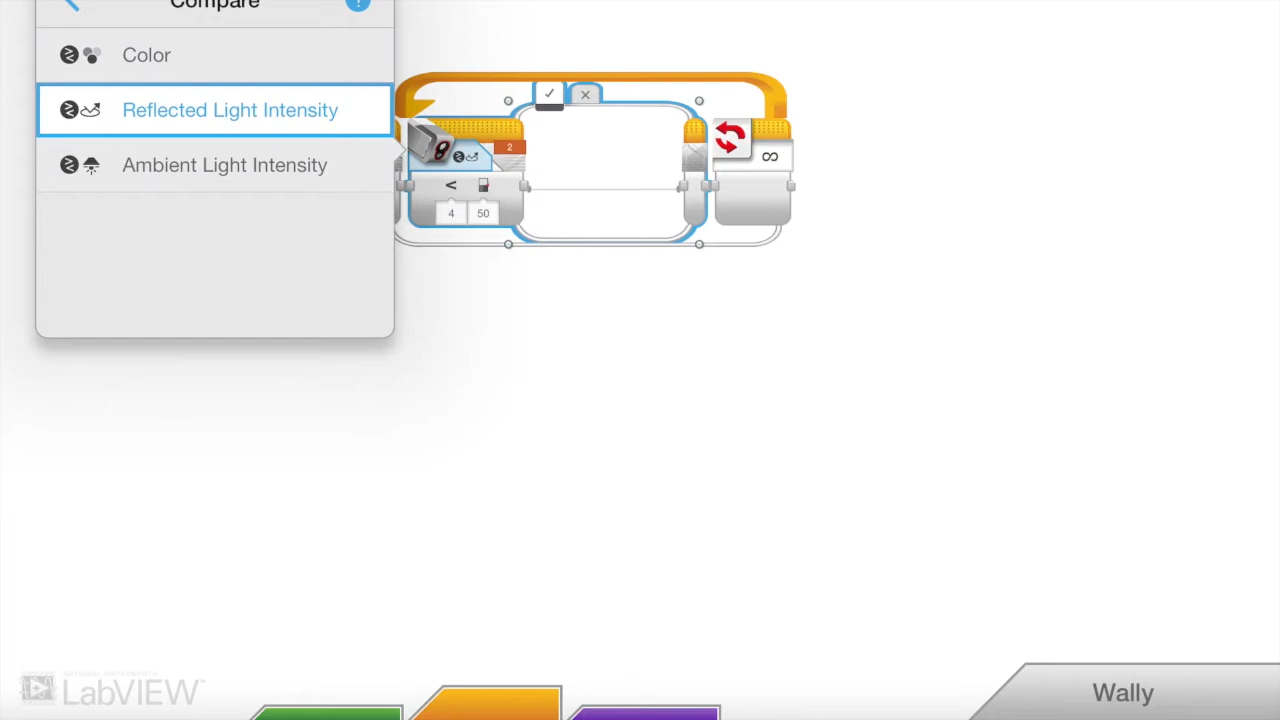 Compare
?
Color
Reflected Light Intensity
Ambient Light Intensity
2
<
4
50
∞
LabVIEW
Wally